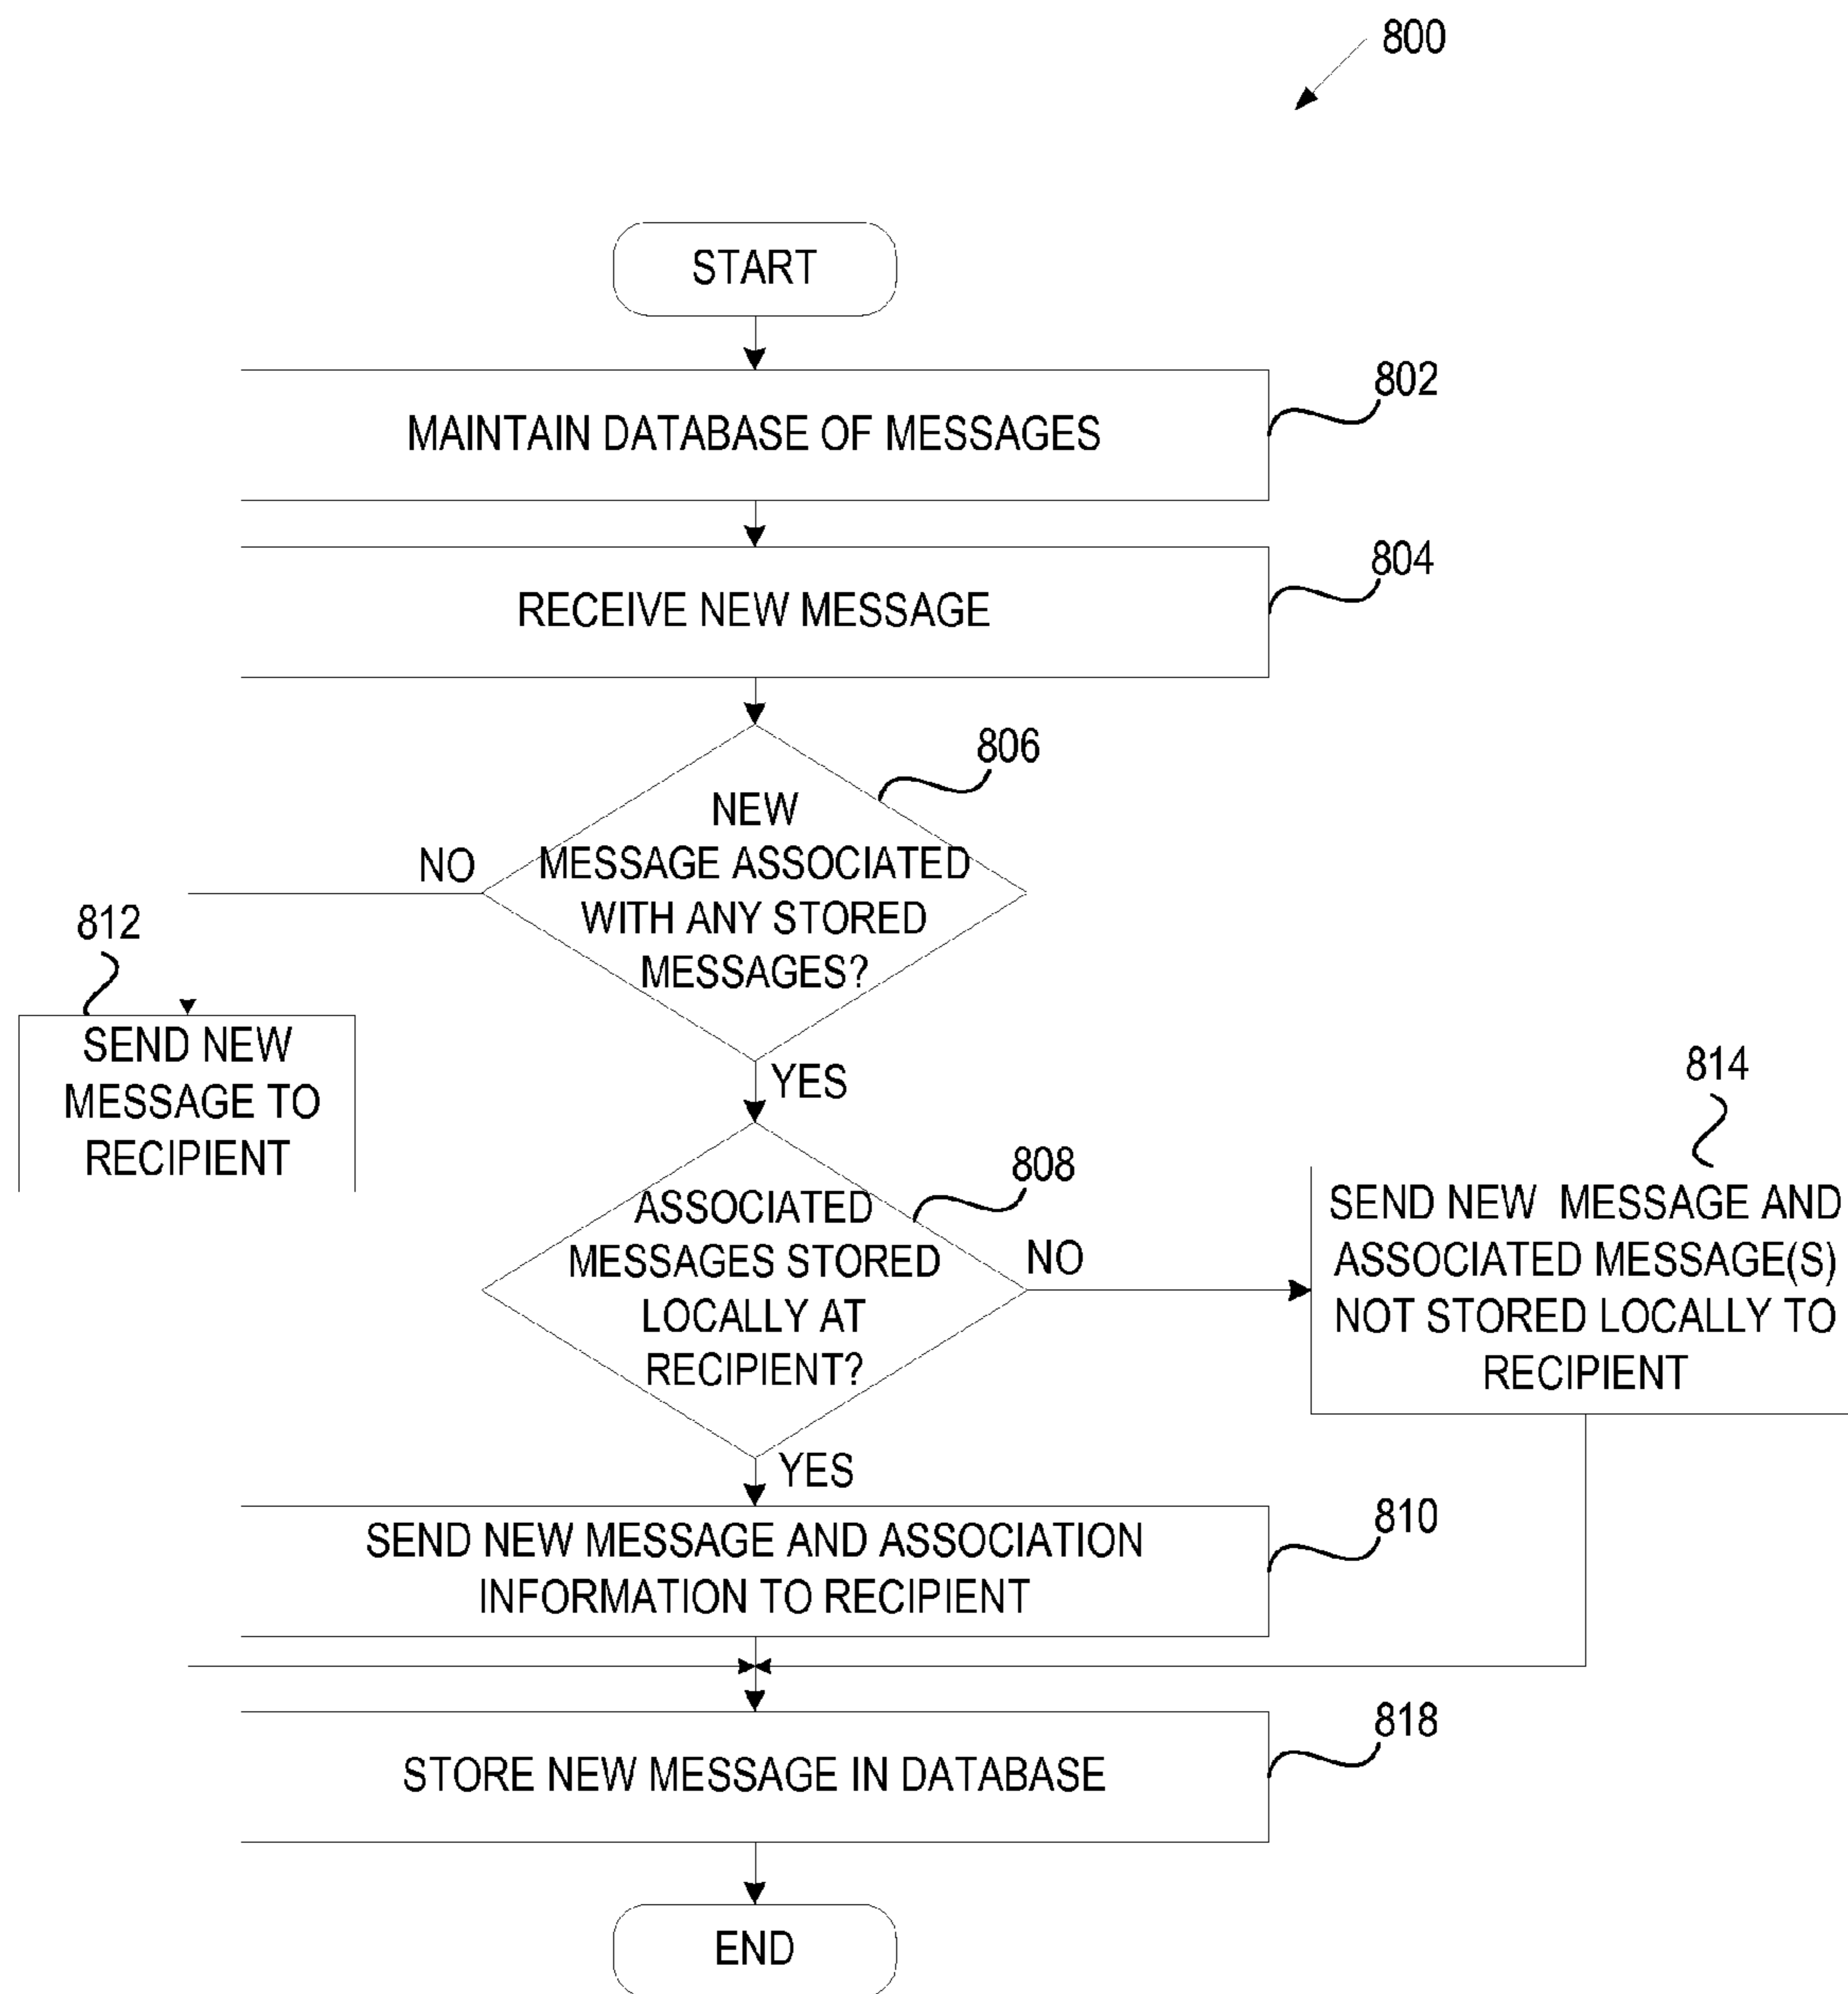 800
START
802
MAINTAIN DATABASE OF MESSAGES
804
RECEIVE NEW MESSAGE
806
NEW
MESSAGE ASSOCIATED
WITH ANY STORED
MESSAGES?
NO
812
SEND NEW
MESSAGE TO
RECIPIENT
YES
808
ASSOCIATED
MESSAGES STORED
LOCALLY AT
RECIPIENT?
NO
814
SEND NEW MESSAGE AND
ASSOCIATED MESSAGE(S)
NOT STORED LOCALLY TO
RECIPIENT
YES
810
SEND NEW MESSAGE AND ASSOCIATION
INFORMATION TO RECIPIENT
818
STORE NEW MESSAGE IN DATABASE
END